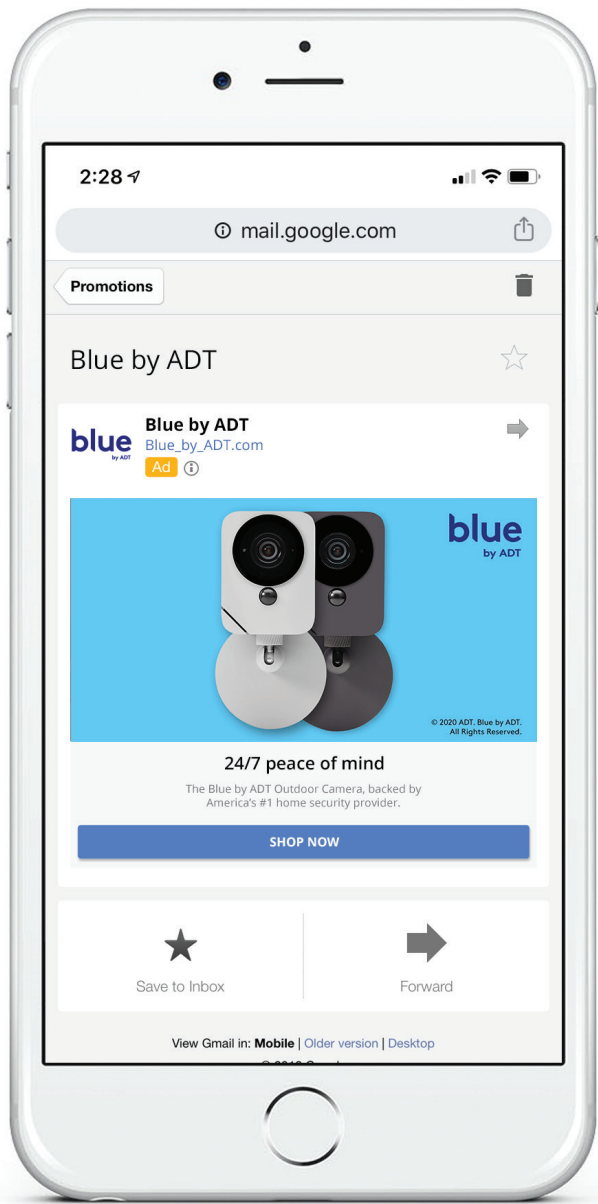 2:28
mail.google.com
Promotions
Blue by ADT
blue
by ADT
Blue by ADT
Blue_by_ADT.com
Ad
blue
by ADT
© 2020 ADT. Blue by ADT.
All Rights Reserved.
24/7 peace of mind
The Blue by ADT Outdoor Camera, backed by
America's #1 home security provider.
SHOP NOW
Save to Inbox
Forward
View Gmail in: Mobile | Older version | Desktop